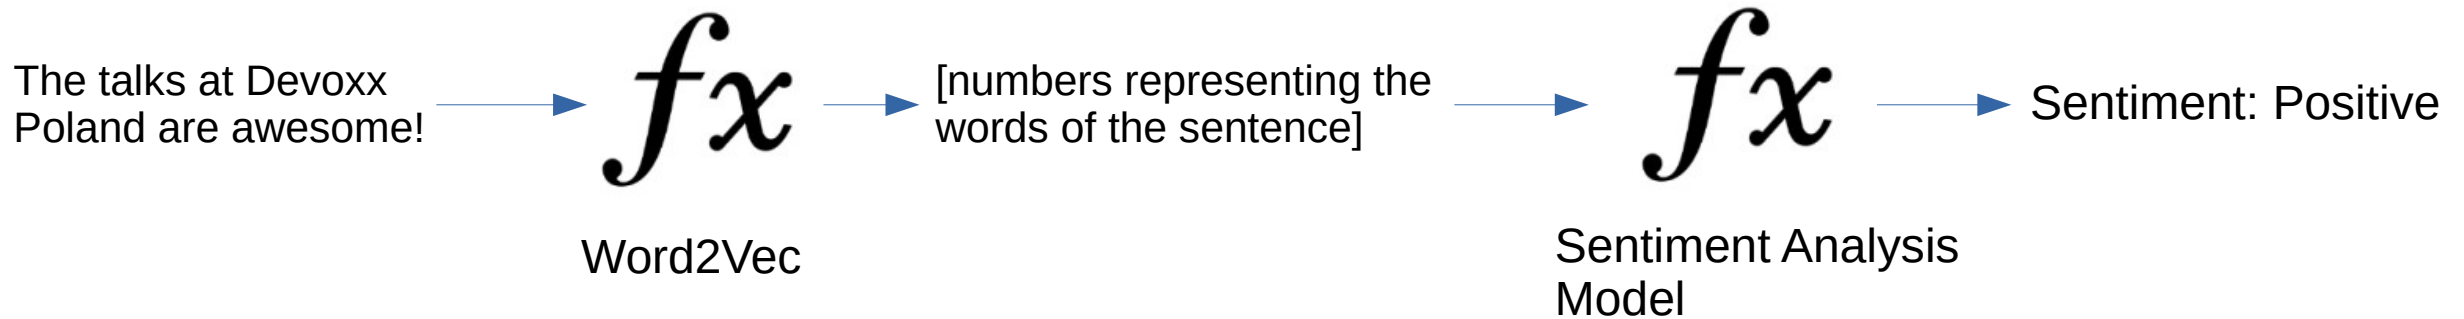 The talks at Devoxx
Poland are awesome!
fx
Word2Vec
[numbers representing the
words of the sentence]
fx
Sentiment Analysis
Model
Sentiment: Positive